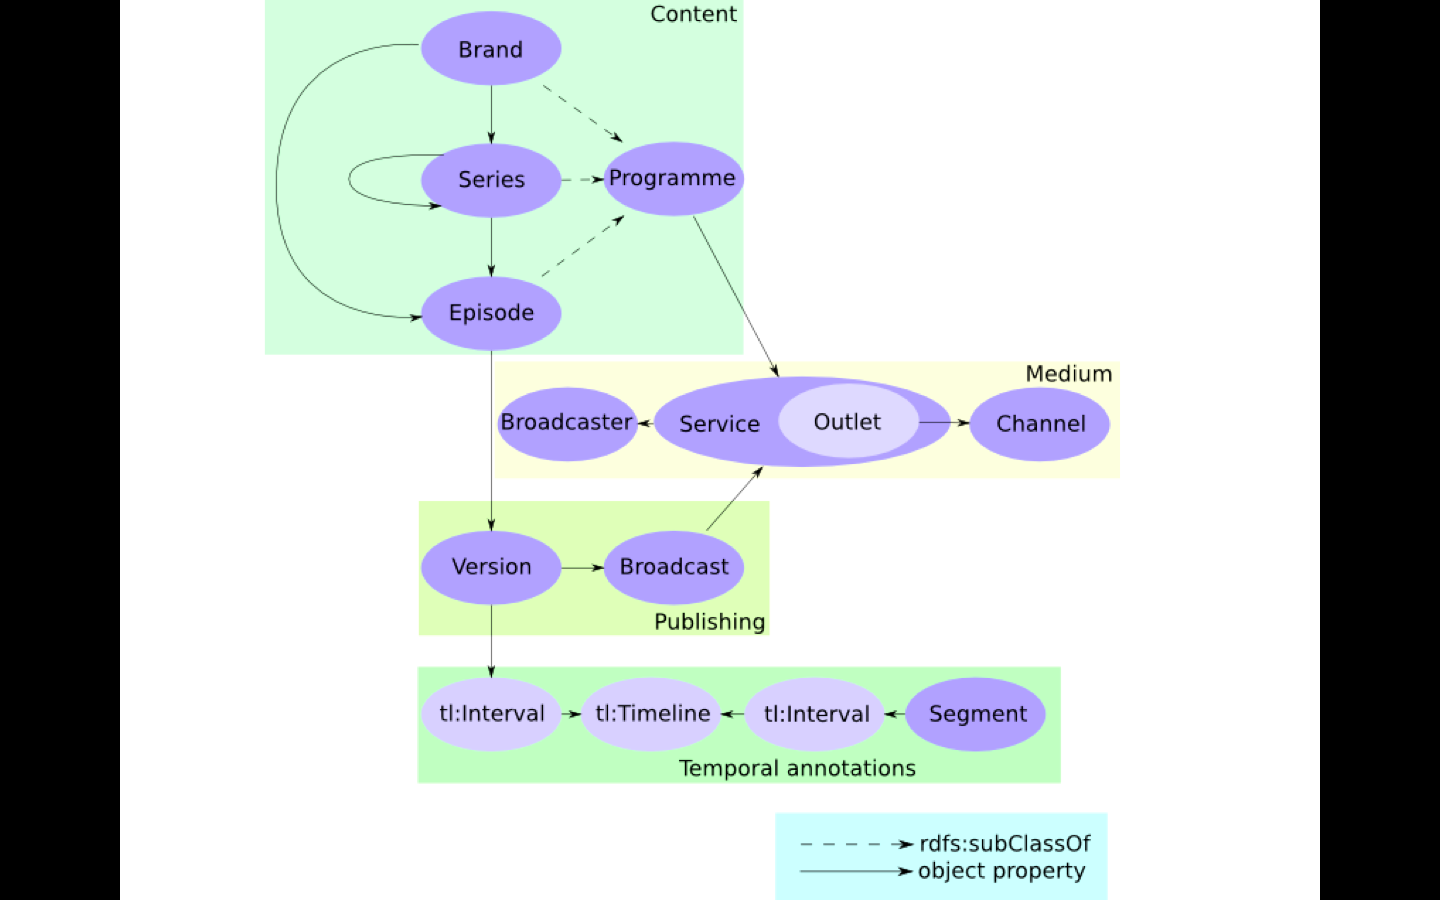 Content
Brand
Series
Programme
Episode
Medium
Broadcaster
Service
Outlet
Channel
Version
Broadcast
Publishing
tl:Interval
tl:Timeline
tl:Interval
Segment
Temporal annotations
rdfs:subClassOf
object property